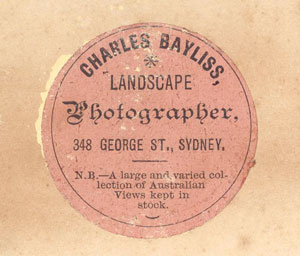 CHARLES BAYLISS,
LANDSCAPE
Photographer,
348 GEORGE ST., SYDNEY.
N.B.—A large and varied col-
lection of Australian
Views kept in
stock.